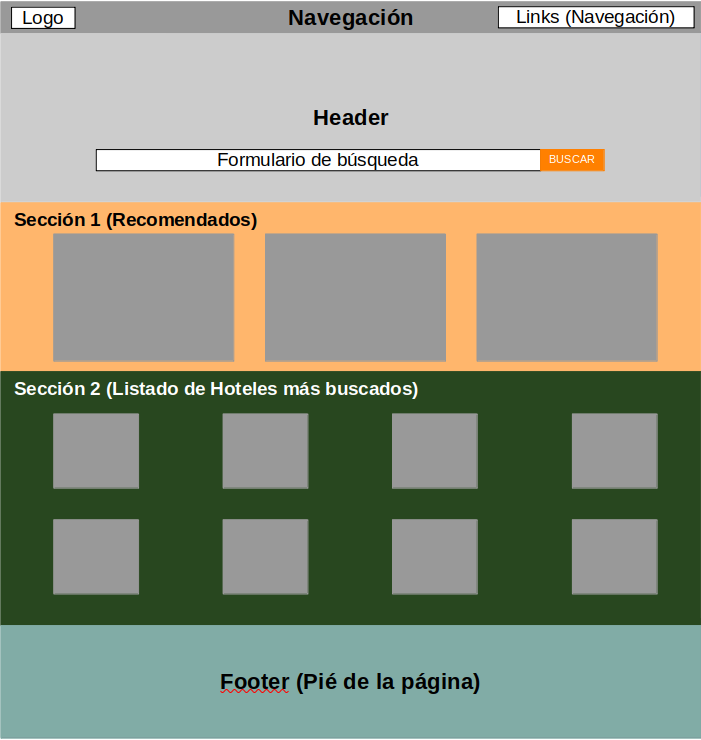 Logo
Navegación
Links (Navegación)
Header
Formulario de búsqueda
BUSCAR
Sección 1 (Recomendados)
Sección 2 (Listado de Hoteles más buscados)
Footer (Pié de la página)